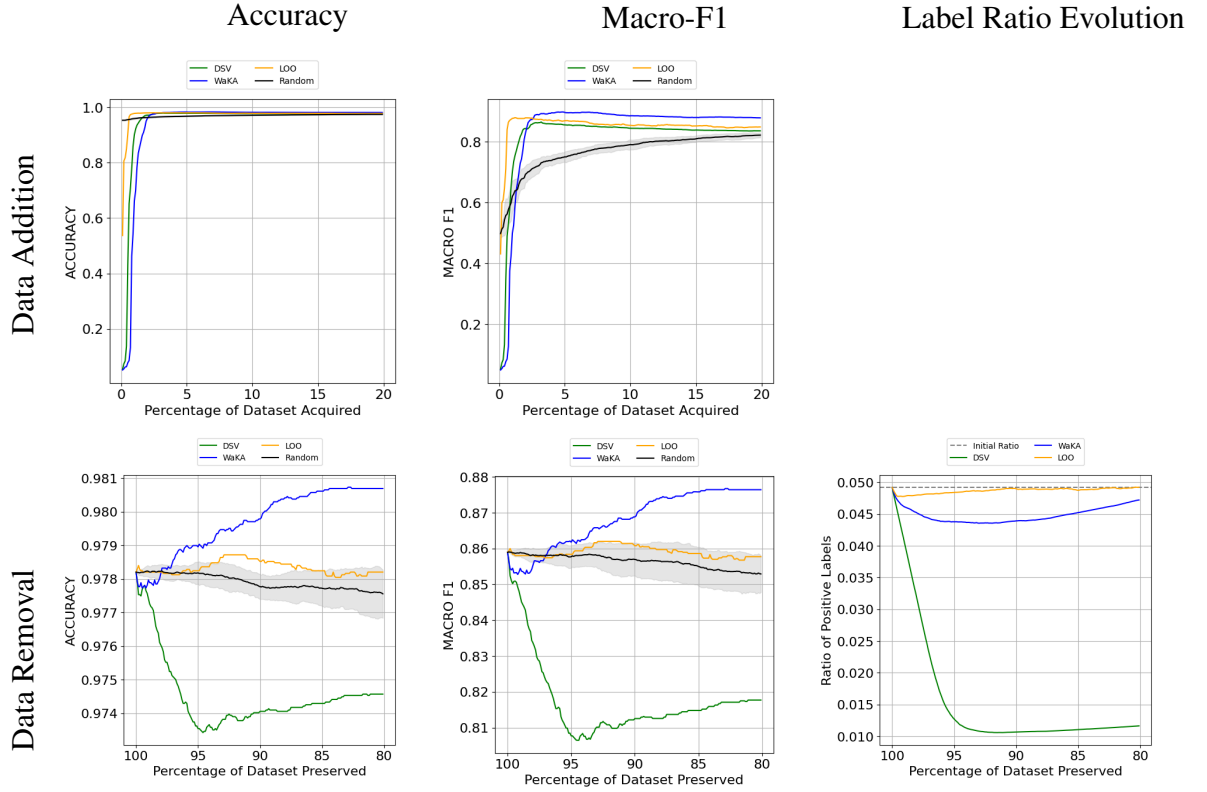 Accuracy
Macro-F1
Label Ratio Evolution
Data Addition
DSV LOO
WaKA Random
1.0
0.8
0.6
0.4
0.2
ACCURACY
0 5 10 15 20
Percentage of Dataset Acquired
DSV LOO
WaKA Random
0.8
0.6
0.4
0.2
MACRO F1
0 5 10 15 20
Percentage of Dataset Acquired
Data Removal
DSV LOO
WaKA Random
0.981
0.980
0.979
0.978
0.977
0.976
0.975
0.974
ACCURACY
100 95 90 85 80
Percentage of Dataset Preserved
DSV LOO
WaKA Random
0.88
0.87
0.86
0.85
0.84
0.83
0.82
0.81
MACRO F1
100 95 90 85 80
Percentage of Dataset Preserved
Initial Ratio WaKA
DSV LOO
0.050
0.045
0.040
0.035
0.030
0.025
0.020
0.015
0.010
Ratio of Positive Labels
100 95 90 85 80
Percentage of Dataset Preserved